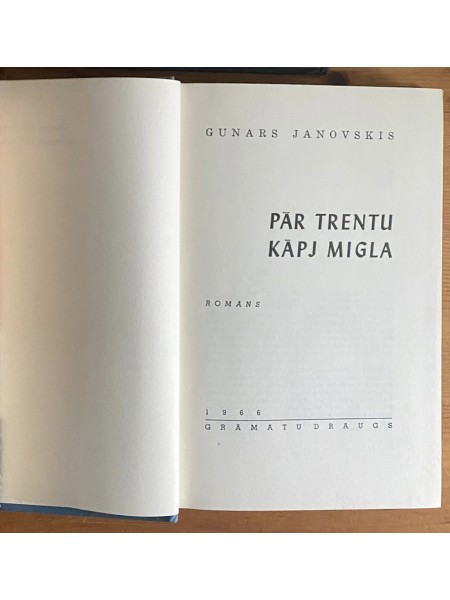 GUNARS JANOVSKIS
PĀR TRENTU
KĀPJ MIGLA
ROMANS
1966
GRĀMATU DRAUGS